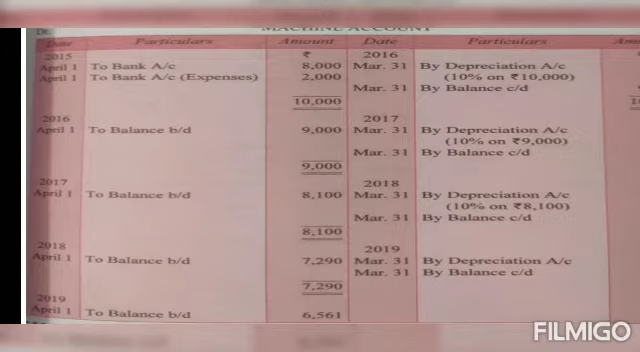 MACHINE ACCOUNT
Dr.
Date Particulars Amount Date Particulars
2015 ₹ 2016
April 1 To Bank A/c 8,000 Mar. 31 By Depreciation A/c
April 1 To Bank A/c (Expenses) 2,000 (10% on ₹10,000)
Mar. 31 By Balance c/d
10,000
2016 2017
April 1 To Balance b/d 9,000 Mar. 31 By Depreciation A/c
(10% on ₹9,000)
Mar. 31 By Balance c/d
9,000
2017 2018
April 1 To Balance b/d 8,100 Mar. 31 By Depreciation A/c
(10% on ₹8,100)
Mar. 31 By Balance c/d
8,100
2018 2019
April 1 To Balance b/d 7,290 Mar. 31 By Depreciation A/c
Mar. 31 By Balance c/d
7,290
2019
April 1 To Balance b/d 6,561
FILMIGO